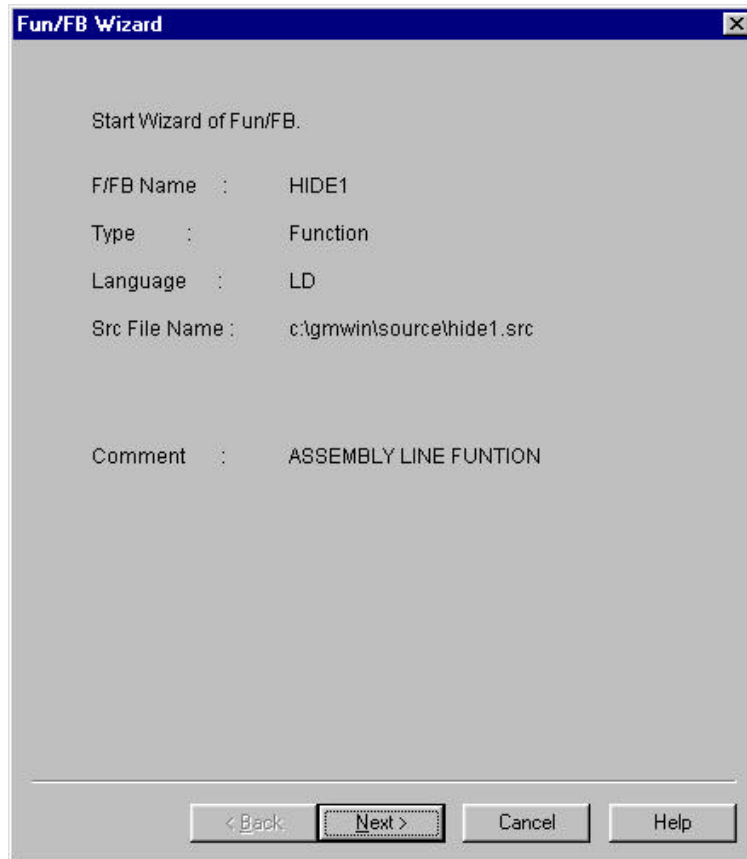 Fun/FB Wizard
Start Wizard of Fun/FB.
F/FB Name : HIDE1
Type : Function
Language : LD
Src File Name : c:\gmwin\source\hide1.src
Comment : ASSEMBLY LINE FUNTION
< Back Next > Cancel Help